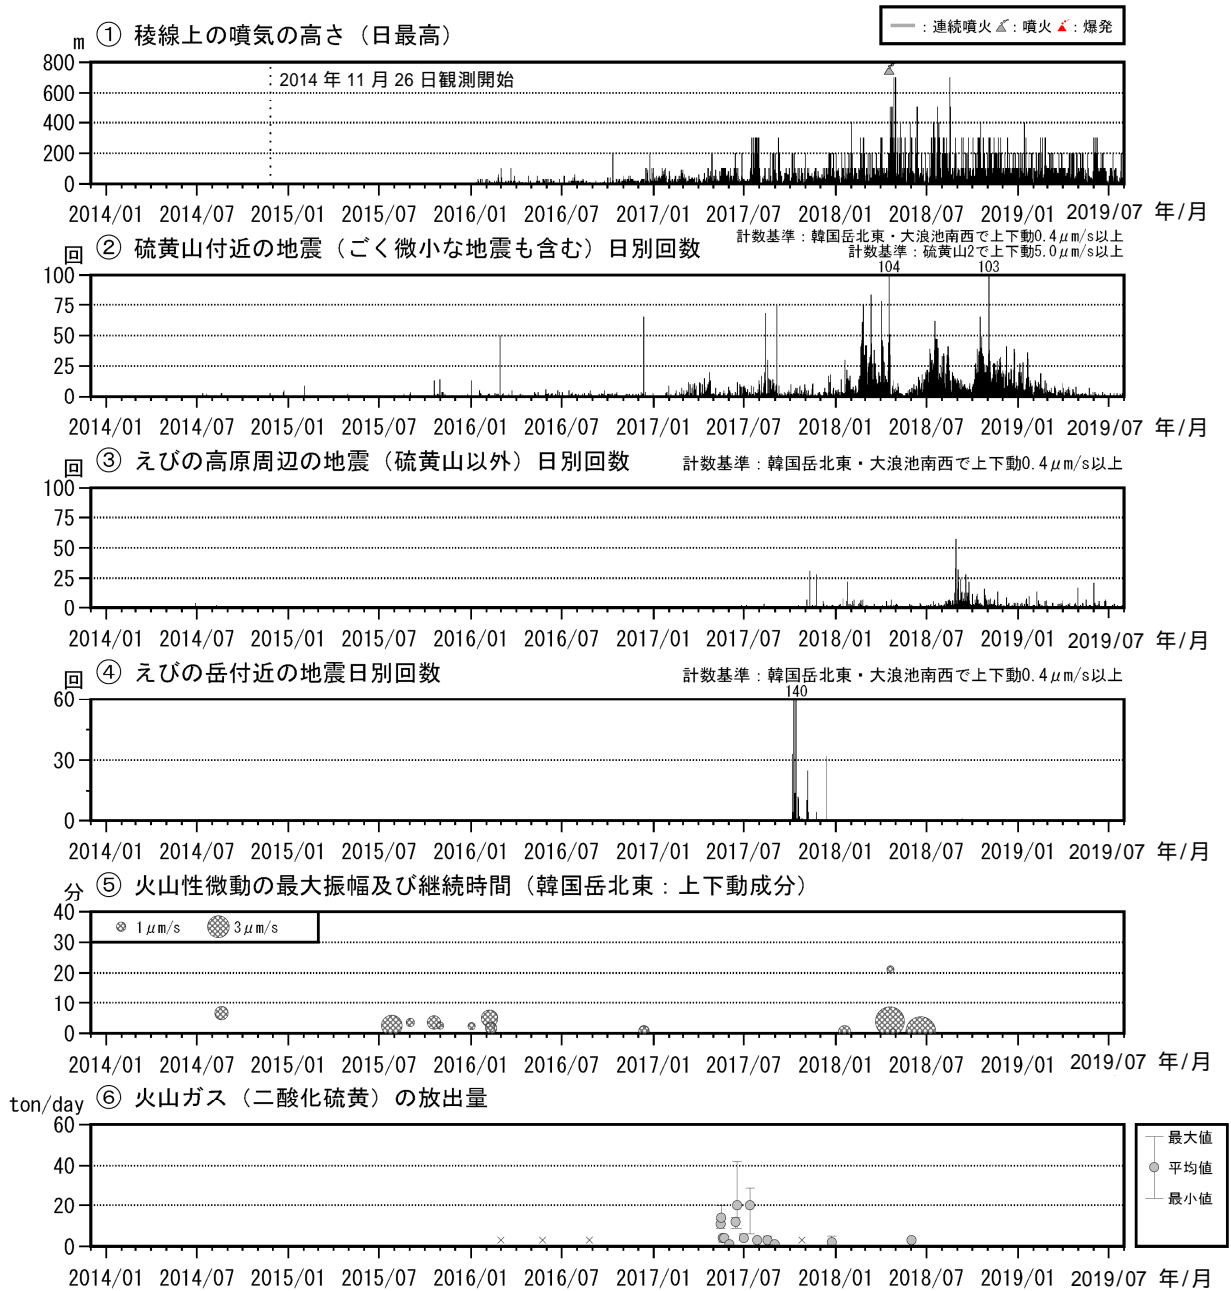 ① 稜線上の噴気の高さ（日最高）
：連続噴火 ：噴火 ：爆発
m
2014 年 11 月 26 日観測開始
800
600
400
200
0
2014/01 2014/07 2015/01 2015/07 2016/01 2016/07 2017/01 2017/07 2018/01 2018/07 2019/01 2019/07 年/月
② 硫黄山付近の地震（ごく微小な地震も含む）日別回数
計数基準：韓国岳北東・大浪池南西で上下動0.4μm/s以上
計数基準：硫黄山2で上下動5.0μm/s以上
回
104 103
100
75
50
25
0
2014/01 2014/07 2015/01 2015/07 2016/01 2016/07 2017/01 2017/07 2018/01 2018/07 2019/01 2019/07 年/月
③ えびの高原周辺の地震（硫黄山以外）日別回数
計数基準：韓国岳北東・大浪池南西で上下動0.4μm/s以上
回
100
75
50
25
0
2014/01 2014/07 2015/01 2015/07 2016/01 2016/07 2017/01 2017/07 2018/01 2018/07 2019/01 2019/07 年/月
④ えびの岳付近の地震日別回数
計数基準：韓国岳北東・大浪池南西で上下動0.4μm/s以上
回
140
60
30
0
2014/01 2014/07 2015/01 2015/07 2016/01 2016/07 2017/01 2017/07 2018/01 2018/07 2019/01 2019/07 年/月
⑤ 火山性微動の最大振幅及び継続時間（韓国岳北東：上下動成分）
分
1μm/s 3μm/s
40
30
20
10
0
2014/01 2014/07 2015/01 2015/07 2016/01 2016/07 2017/01 2017/07 2018/01 2018/07 2019/01 2019/07 年/月
⑥ 火山ガス（二酸化硫黄）の放出量
ton/day
60
40
20
0
最大値
平均値
最小値
2014/01 2014/07 2015/01 2015/07 2016/01 2016/07 2017/01 2017/07 2018/01 2018/07 2019/01 2019/07 年/月